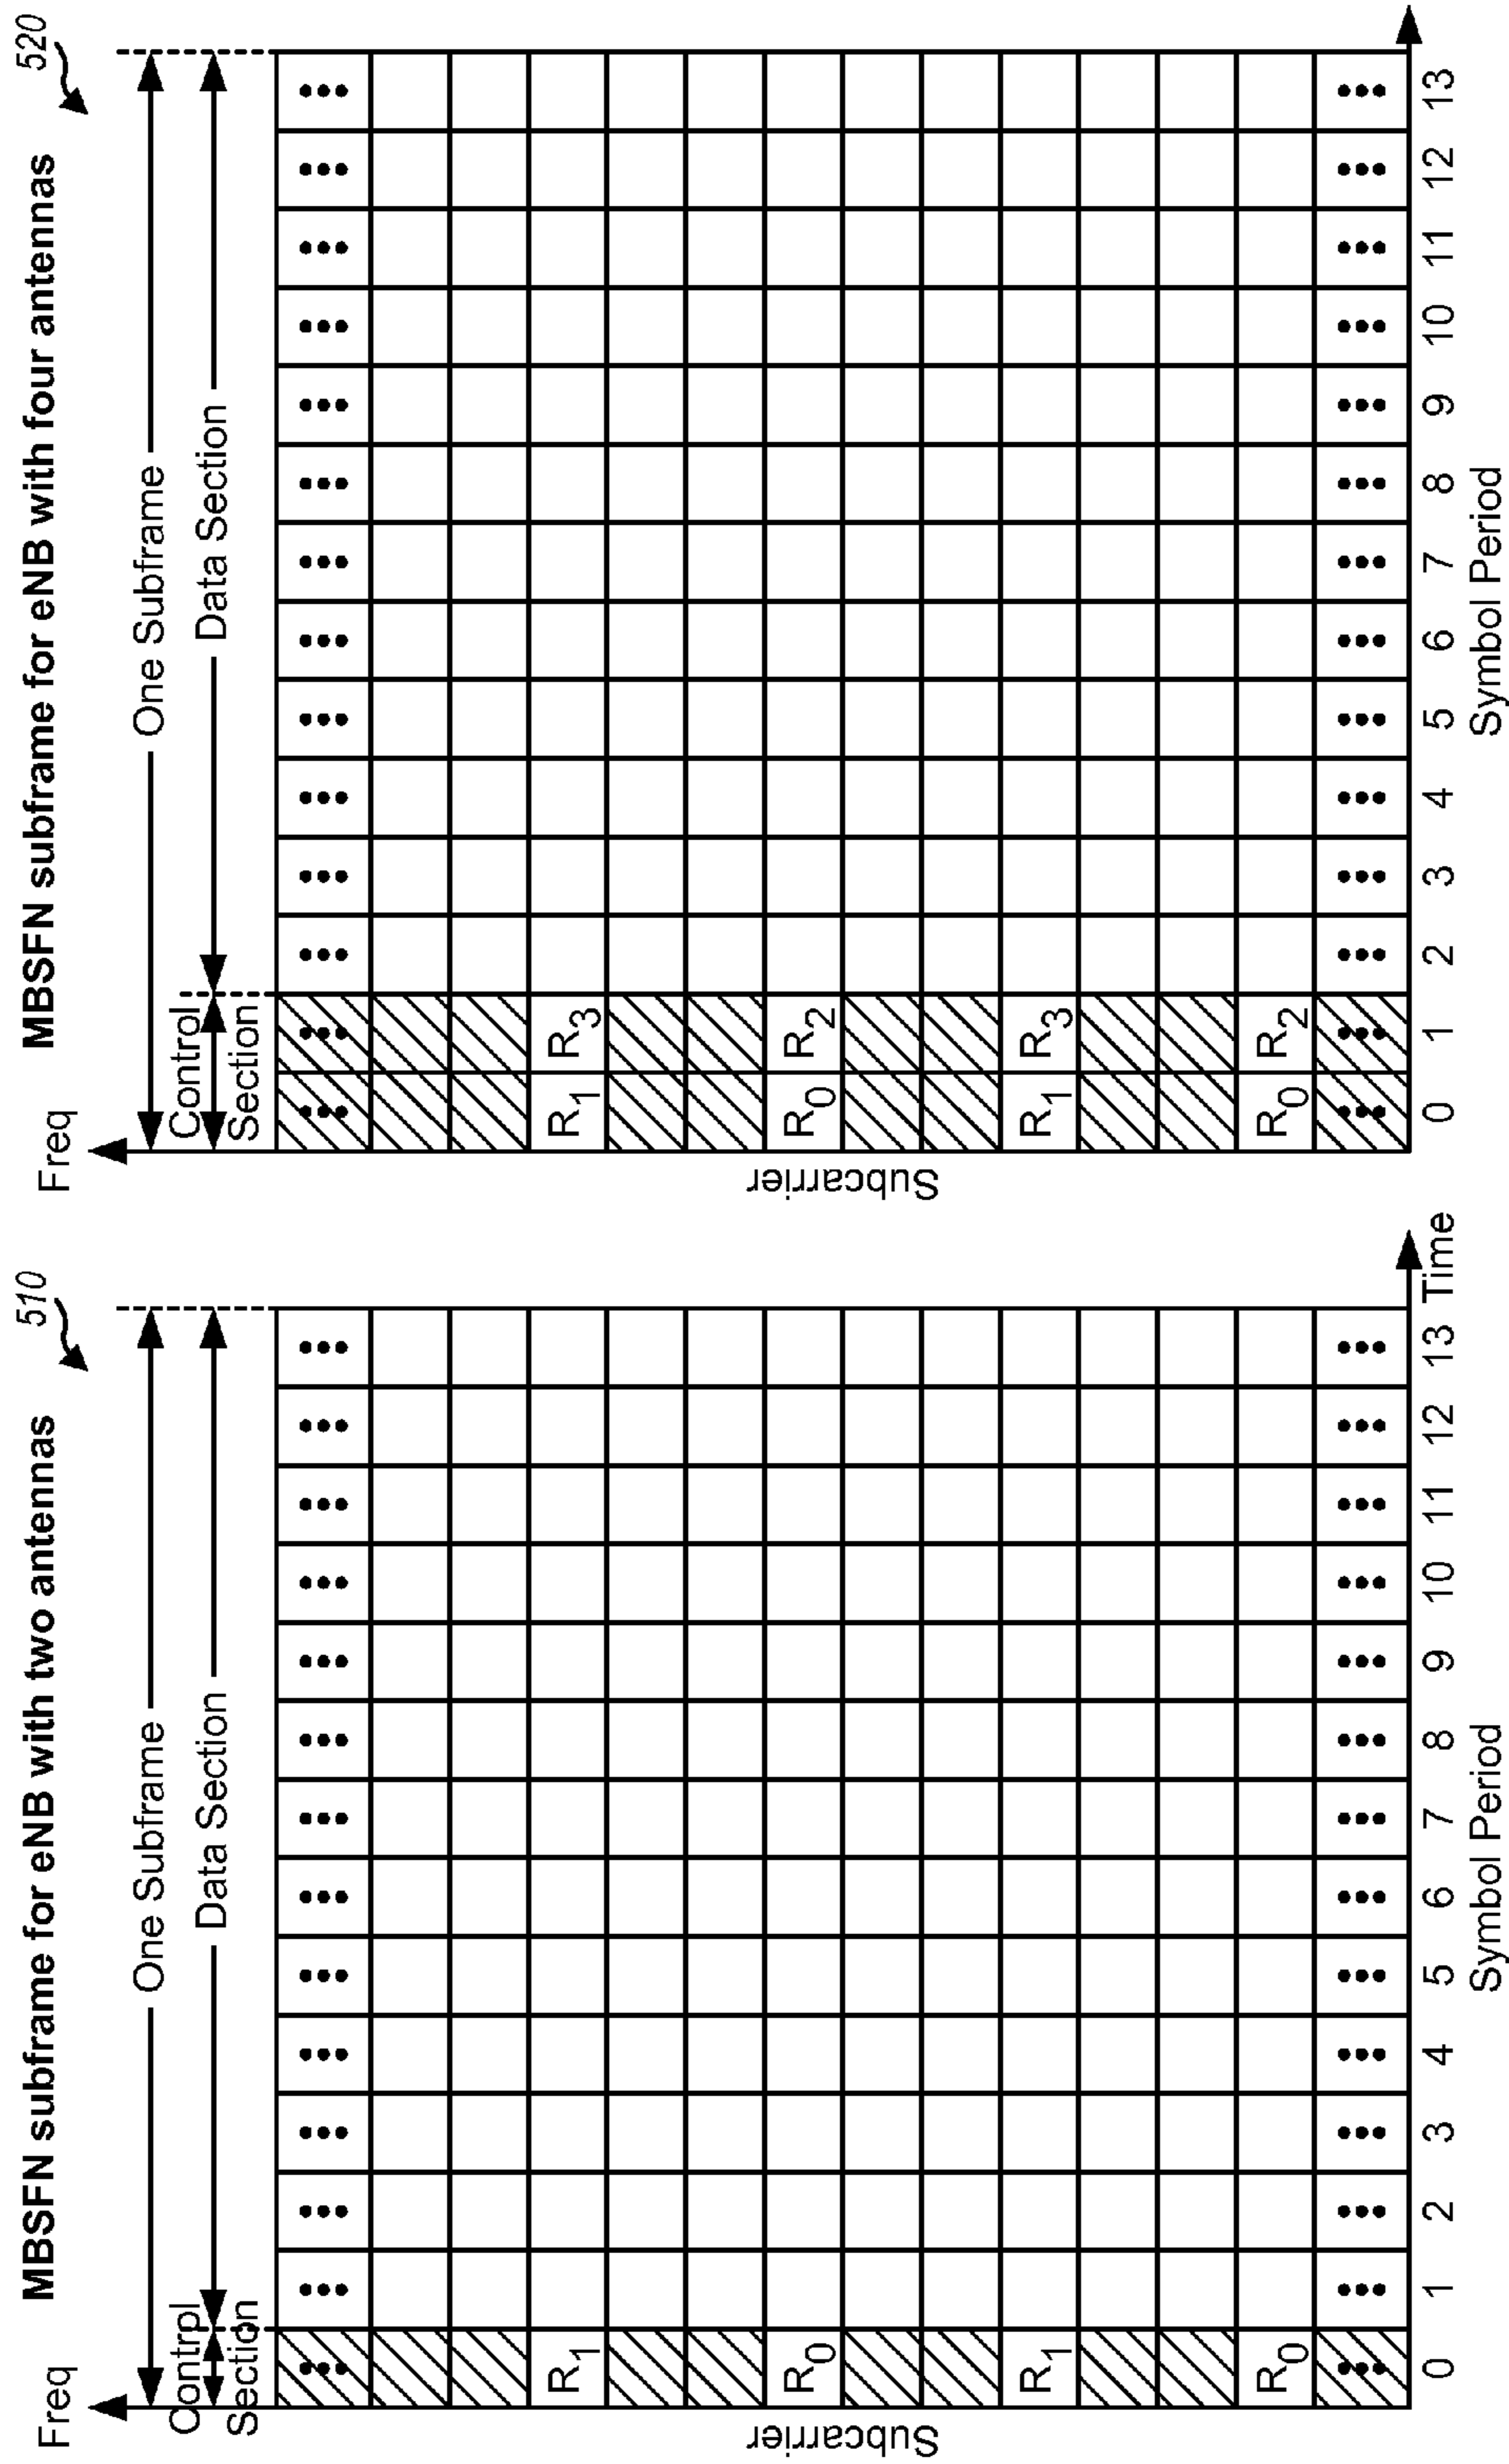 MBSFN subframe for eNB with two antennas
510
Freq
One Subframe
Control
Section
Data Section
Subcarrier
R1
R0
R1
R0
0 1 2 3 4 5 6 7 8 9 10 11 12 13 Time
Symbol Period
MBSFN subframe for eNB with four antennas
520
Freq
One Subframe
Control
Section
Data Section
Subcarrier
R1 R3
R0 R2
R1 R3
R0 R2
0 1 2 3 4 5 6 7 8 9 10 11 12 13
Symbol Period